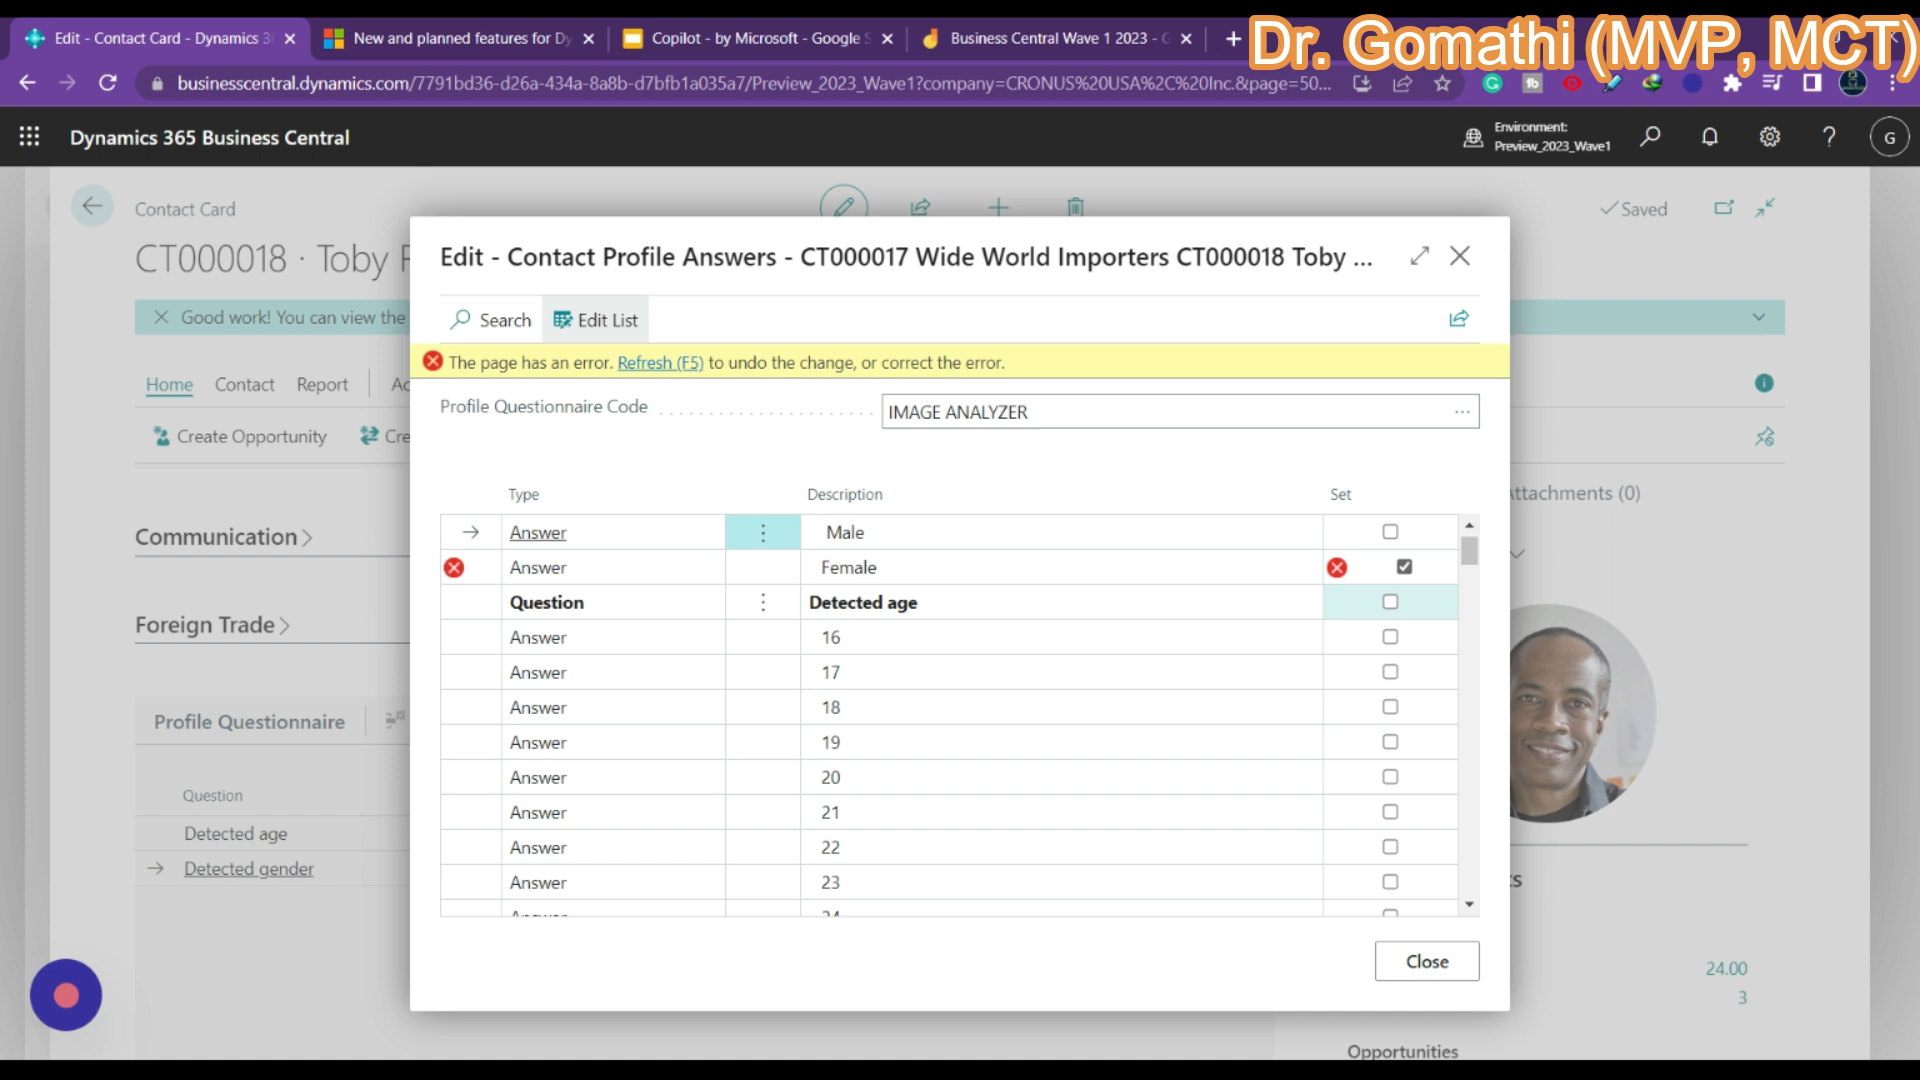 Edit - Contact Card - Dynamics 3
New and planned features for Dy
Copilot - by Microsoft - Google S
Business Central Wave 1 2023 - G
Dr. Gomathi (MVP, MCT)
businesscentral.dynamics.com/7791bd36-d26a-434a-8a8b-d7bfb1a035a7/Preview_2023_Wave1?company=CRONUS%20USA%2C%20Inc.&page=50...
Dynamics 365 Business Central
Environment:
Preview_2023_Wave1
G
Contact Card
Saved
CT000018 · Toby
Good work! You can view the
Home Contact Report
Create Opportunity
Communication
Foreign Trade
Profile Questionnaire
Question
Detected age
Detected gender
Edit - Contact Profile Answers - CT000017 Wide World Importers CT000018 Toby ...
Search Edit List
The page has an error. Refresh (F5) to undo the change, or correct the error.
Profile Questionnaire Code IMAGE ANALYZER
Type Description Set
Answer Male
Answer Female
Question Detected age
Answer 16
Answer 17
Answer 18
Answer 19
Answer 20
Answer 21
Answer 22
Answer 23
Answer 24
Close
Attachments (0)
24.00
3
Opportunities